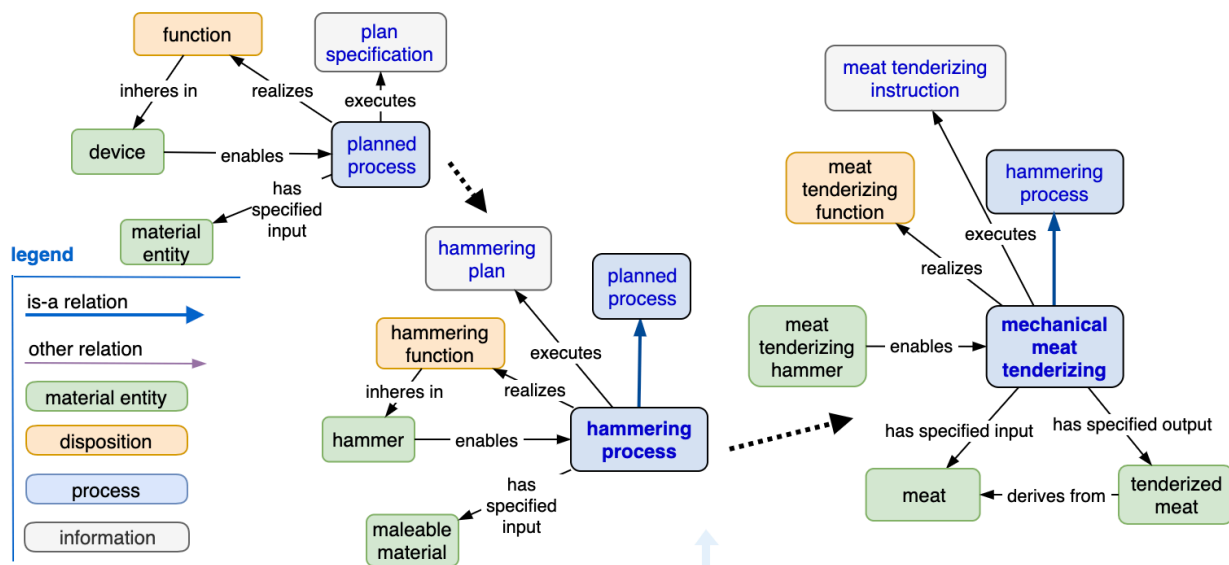 function
plan
specification
inheres in
realizes
executes
device
enables
planned
process
has
specified
input
material
entity
legend
is-a relation
other relation
material entity
disposition
process
information
hammering
plan
planned
process
hammering
function
executes
inheres in
realizes
hammer
enables
hammering
process
has
specified
input
maleable
material
meat tenderizing
instruction
meat
tenderizing
function
hammering
process
executes
realizes
meat
tenderizing
hammer
enables
mechanical
meat
tenderizing
has specified input
has specified output
meat
derives from
tenderized
meat